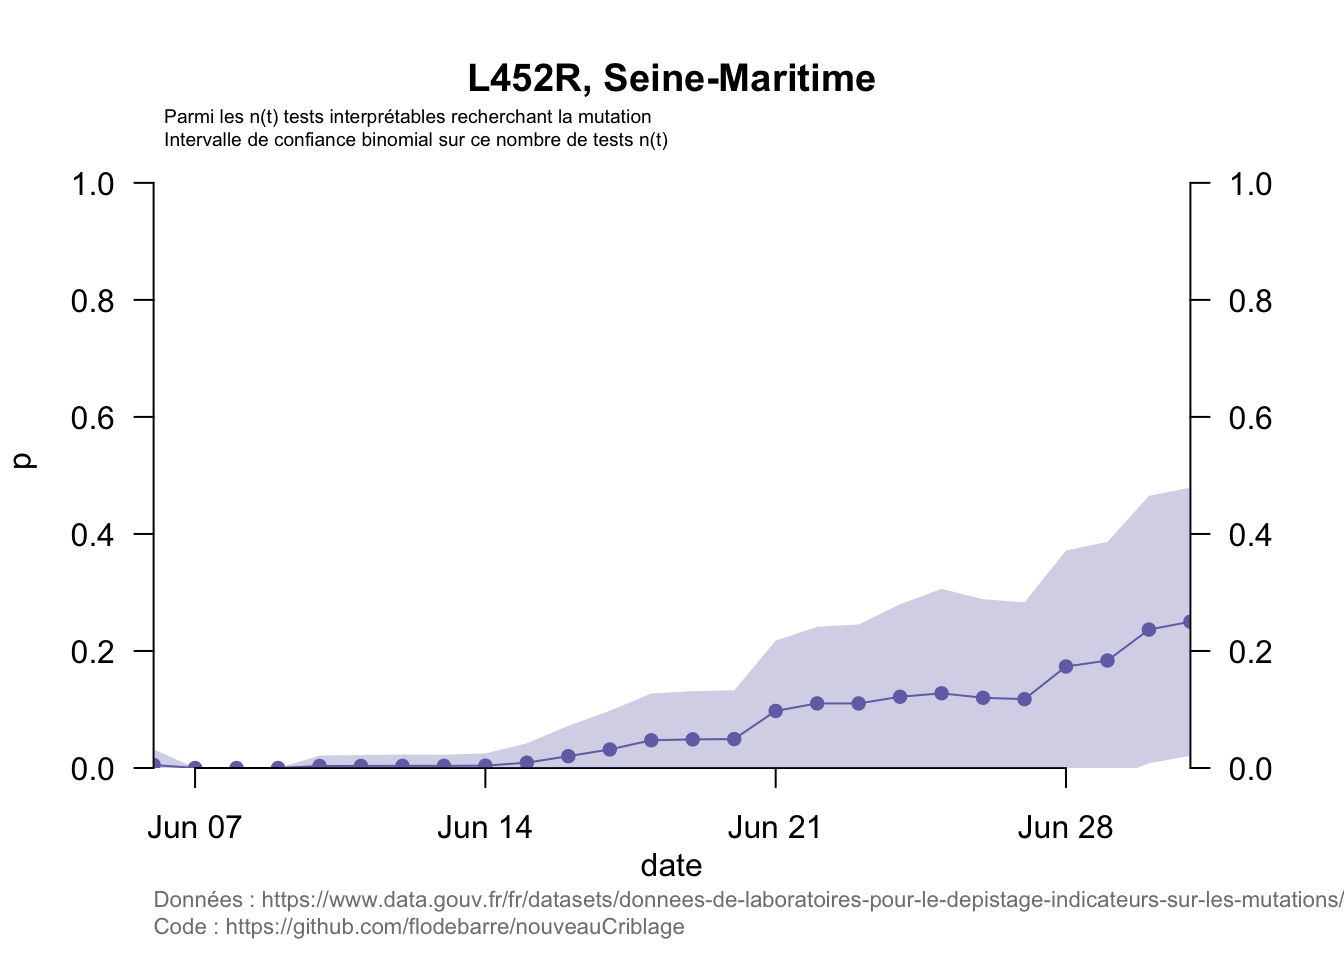 L452R, Seine-Maritime
Parmi les n(t) tests interprétables recherchant la mutation
Intervalle de confiance binomial sur ce nombre de tests n(t)
1.0 1.0
0.8 0.8
0.6 0.6
p
0.4 0.4
0.2 0.2
0.0 0.0
Jun 07 Jun 14 Jun 21 Jun 28
date
Données : https://www.data.gouv.fr/fr/datasets/donnees-de-laboratoires-pour-le-depistage-indicateurs-sur-les-mutations/
Code : https://github.com/flodebarre/nouveauCriblage